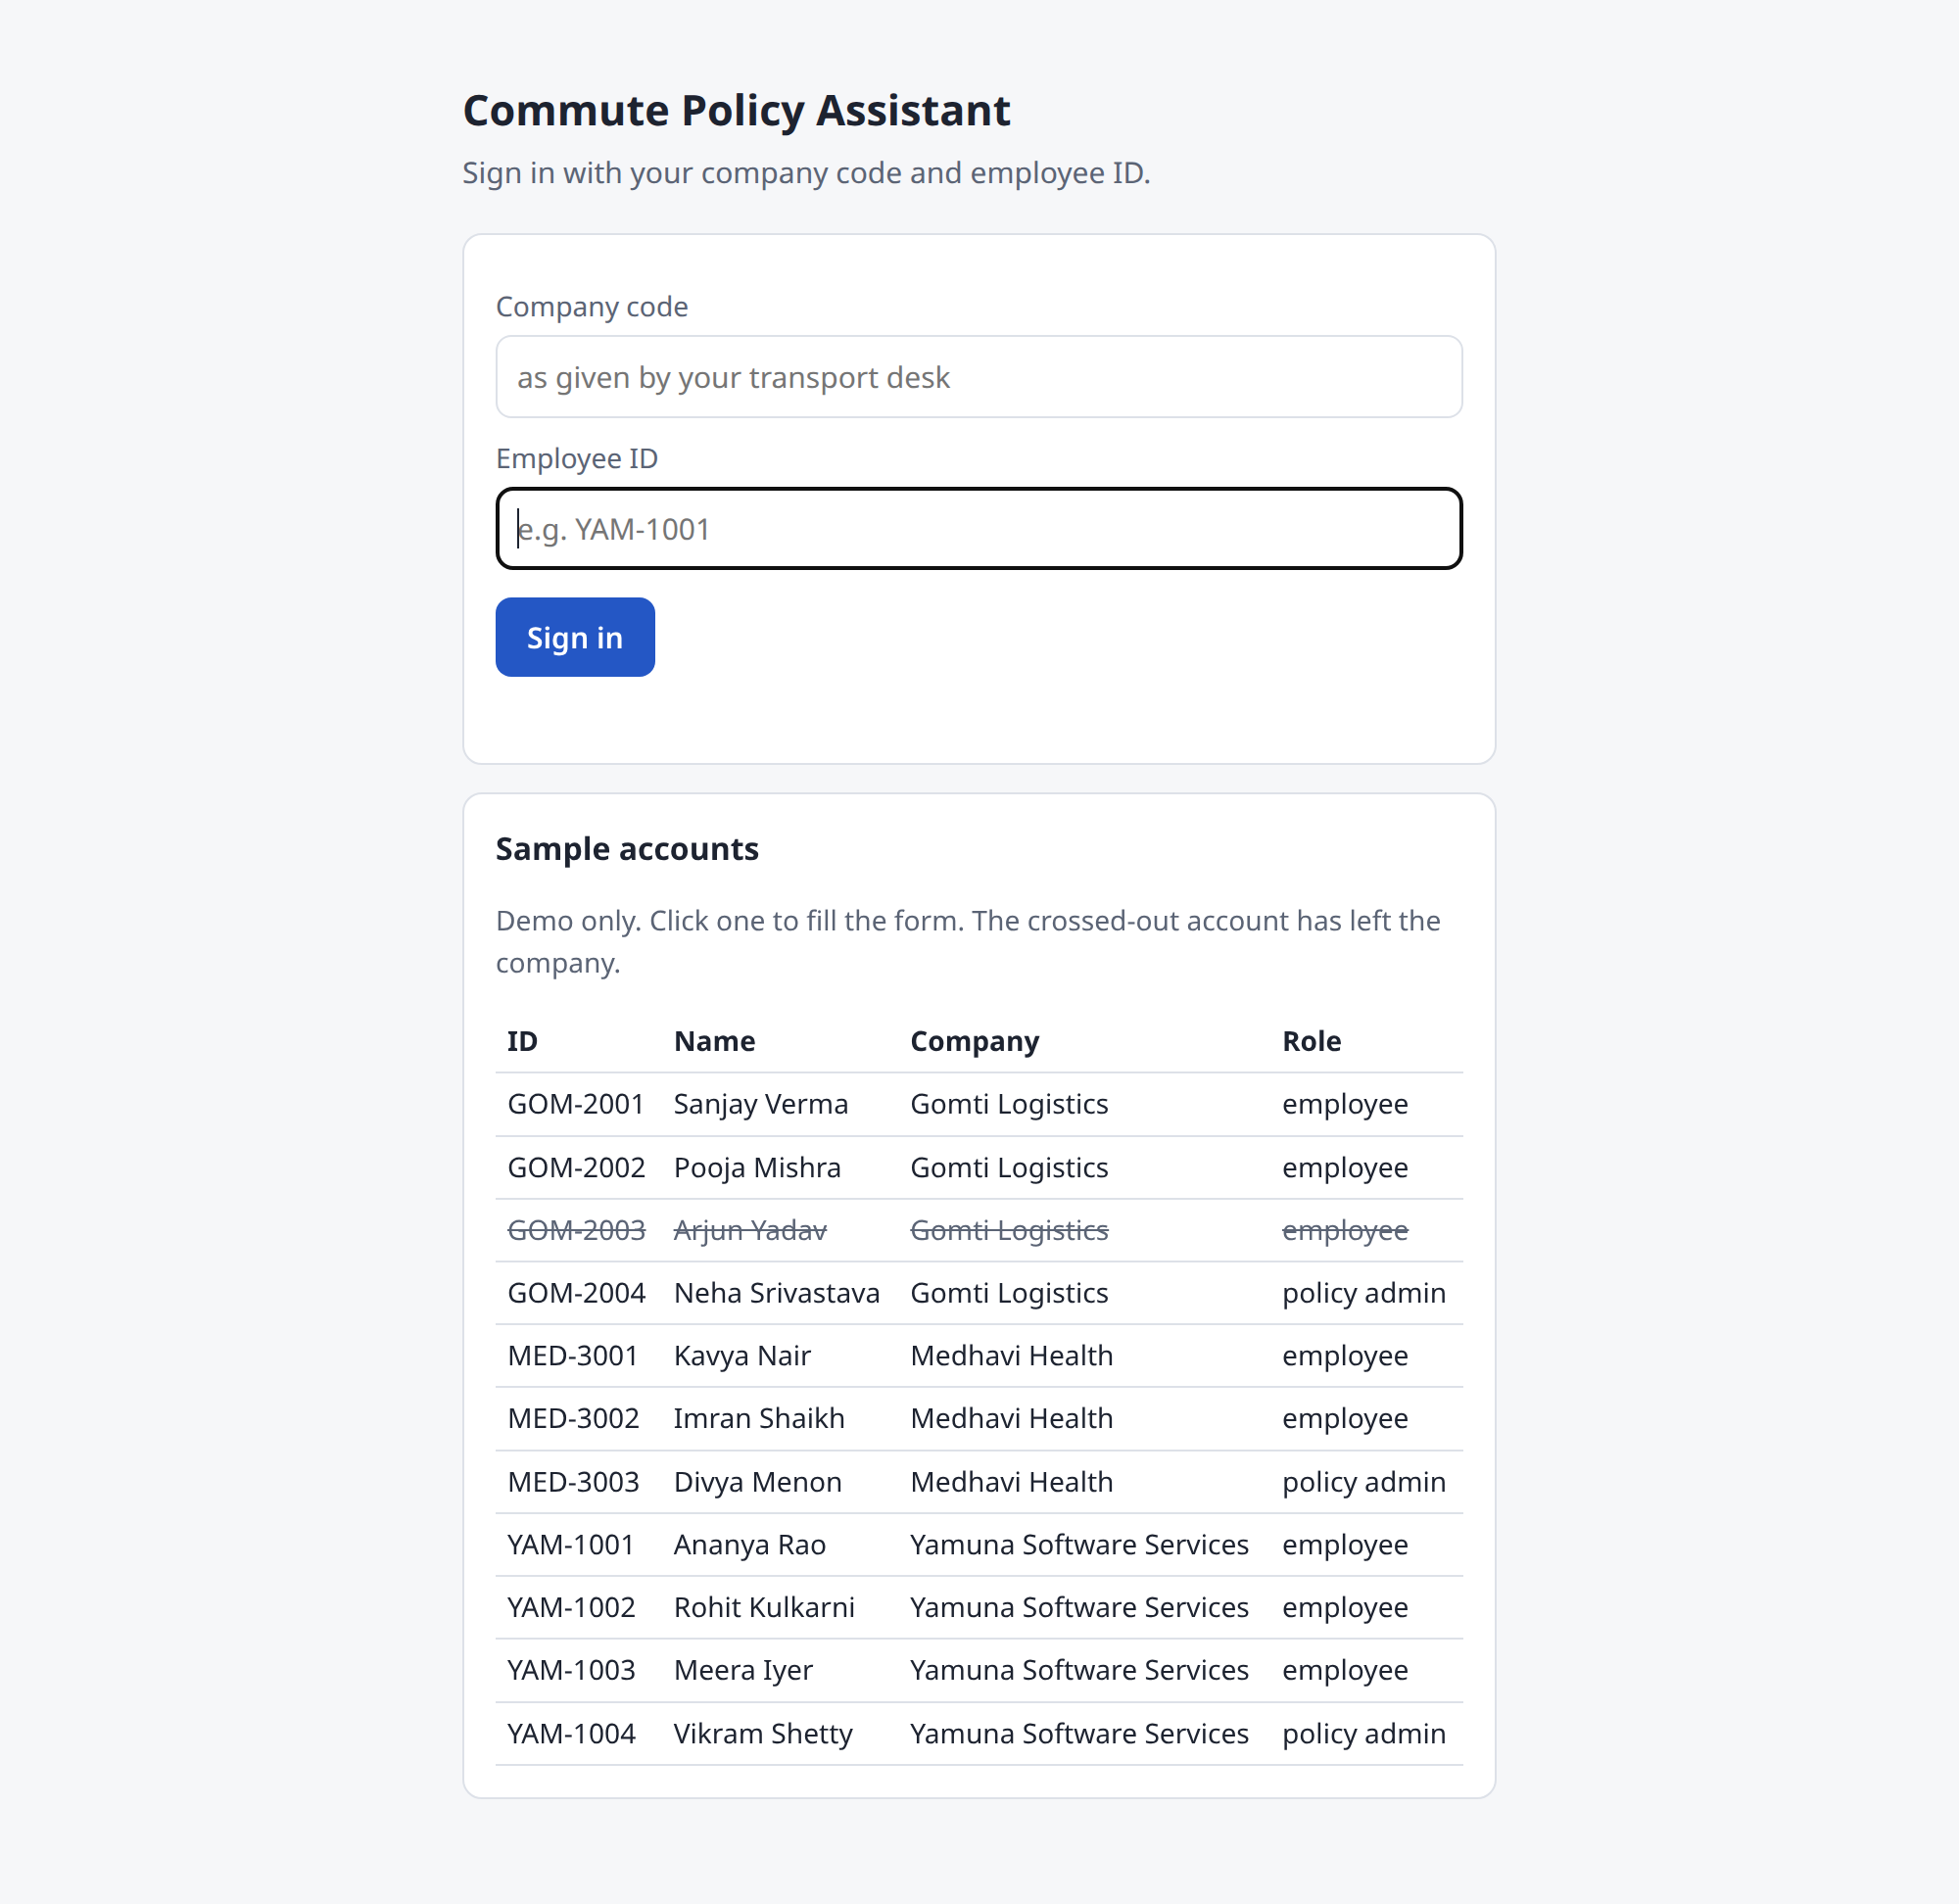 Commute Policy Assistant
Sign in with your company code and employee ID.
Company code
as given by your transport desk
Employee ID
e.g. YAM-1001
Sign in
Sample accounts
Demo only. Click one to fill the form. The crossed-out account has left the
company.
ID Name Company Role
GOM-2001 Sanjay Verma Gomti Logistics employee
GOM-2002 Pooja Mishra Gomti Logistics employee
GOM-2003 Arjun Yadav Gomti Logistics employee
GOM-2004 Neha Srivastava Gomti Logistics policy admin
MED-3001 Kavya Nair Medhavi Health employee
MED-3002 Imran Shaikh Medhavi Health employee
MED-3003 Divya Menon Medhavi Health policy admin
YAM-1001 Ananya Rao Yamuna Software Services employee
YAM-1002 Rohit Kulkarni Yamuna Software Services employee
YAM-1003 Meera Iyer Yamuna Software Services employee
YAM-1004 Vikram Shetty Yamuna Software Services policy admin